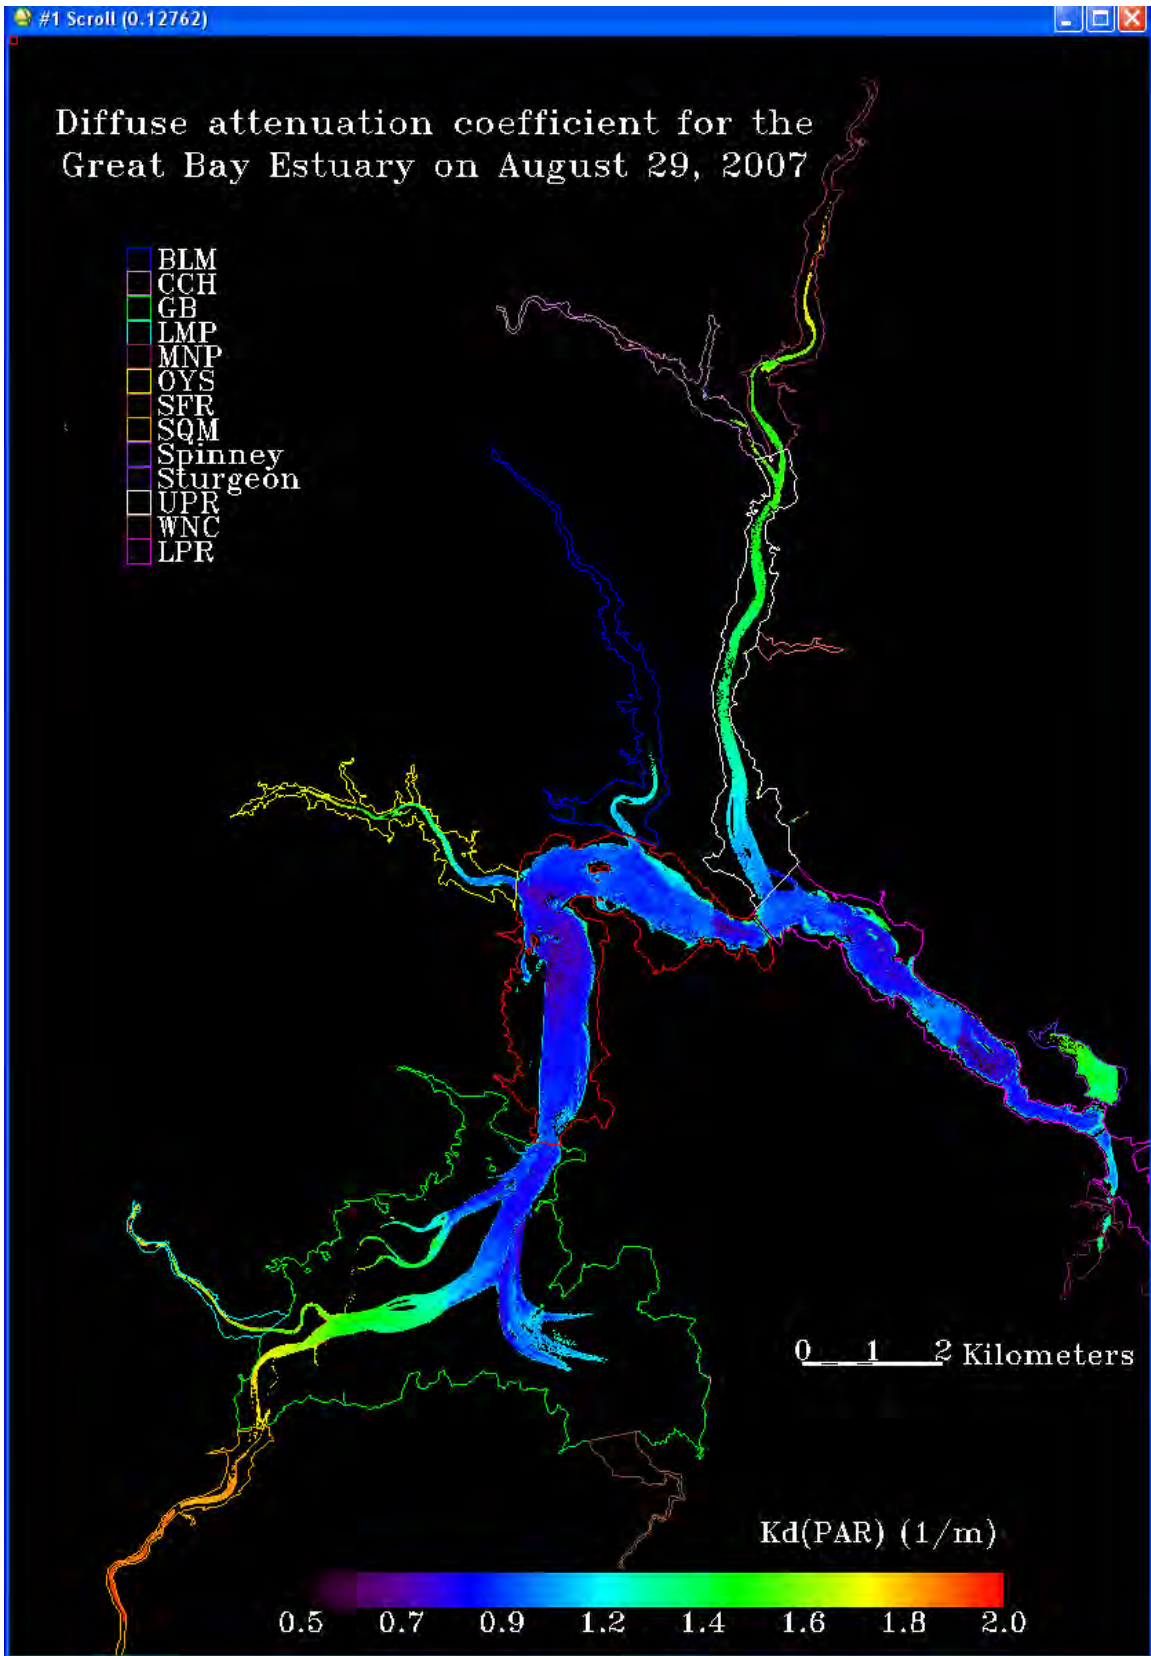 #1 Scroll (0.12762)
Diffuse attenuation coefficient for the
Great Bay Estuary on August 29, 2007
BLM
CCH
GB
LMP
MNP
OYS
SFR
SQM
Spinney
Sturgeon
UPR
WNC
LPR
0 1 2 Kilometers
Kd(PAR) (1/m)
0.5 0.7 0.9 1.2 1.4 1.6 1.8 2.0